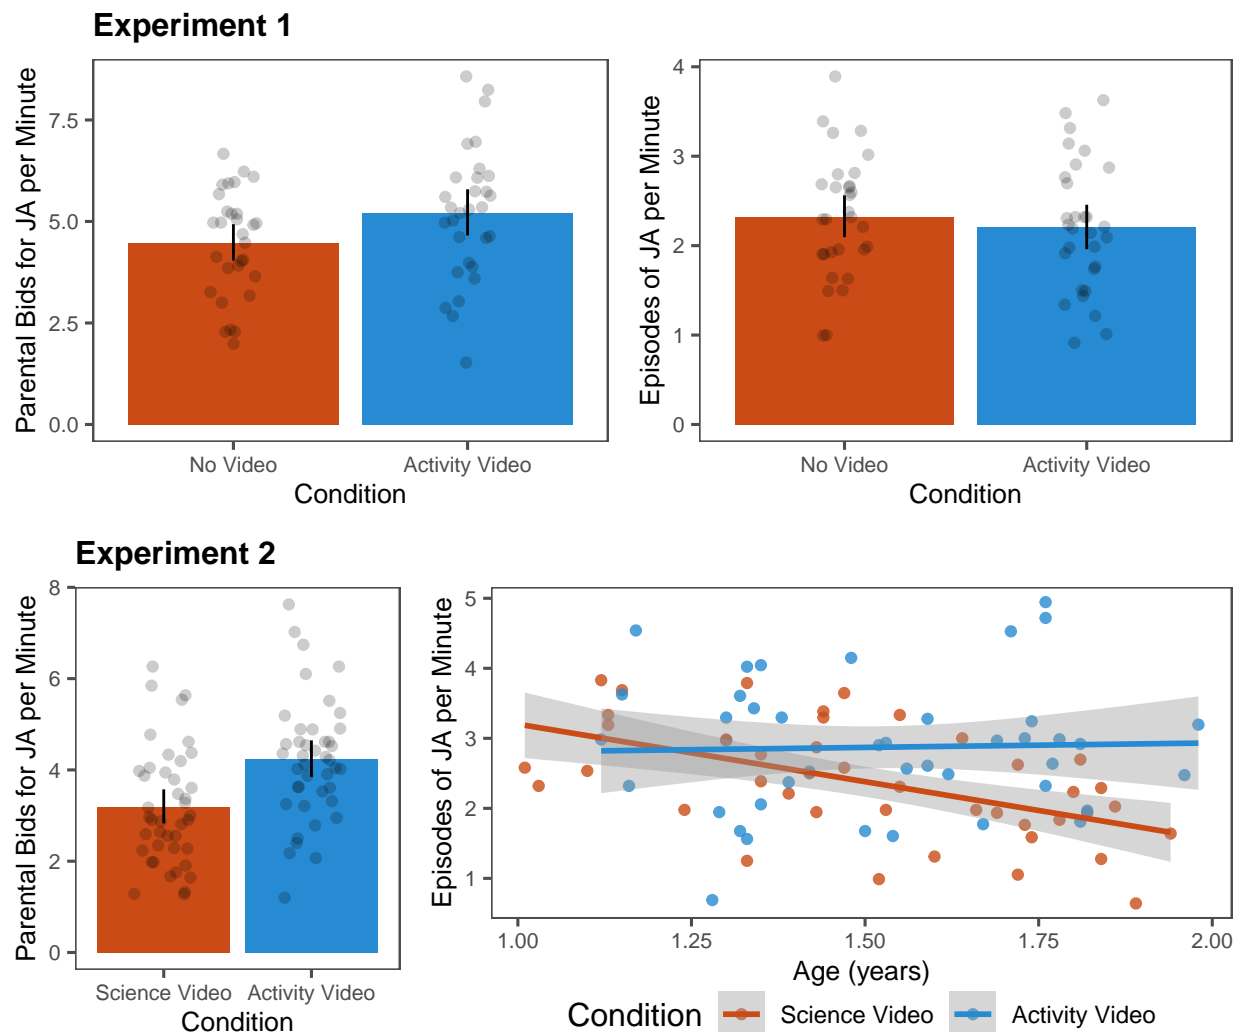 Experiment 1
Parental Bids for JA per Minute
7.5
5.0
2.5
0.0
No Video
Activity Video
Condition
Episodes of JA per Minute
4
3
2
1
0
No Video
Activity Video
Condition
Experiment 2
Parental Bids for JA per Minute
8
6
4
2
0
Science Video
Activity Video
Condition
Episodes of JA per Minute
5
4
3
2
1
1.00
1.25
1.50
1.75
2.00
Age (years)
Condition
Science Video
Activity Video